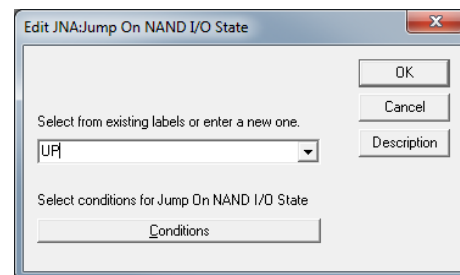 Edit JNA:Jump On NAND I/O State
X
OK
Cancel
Select from existing labels or enter a new one.
Description
UP
Select conditions for Jump On NAND I/O State
Conditions